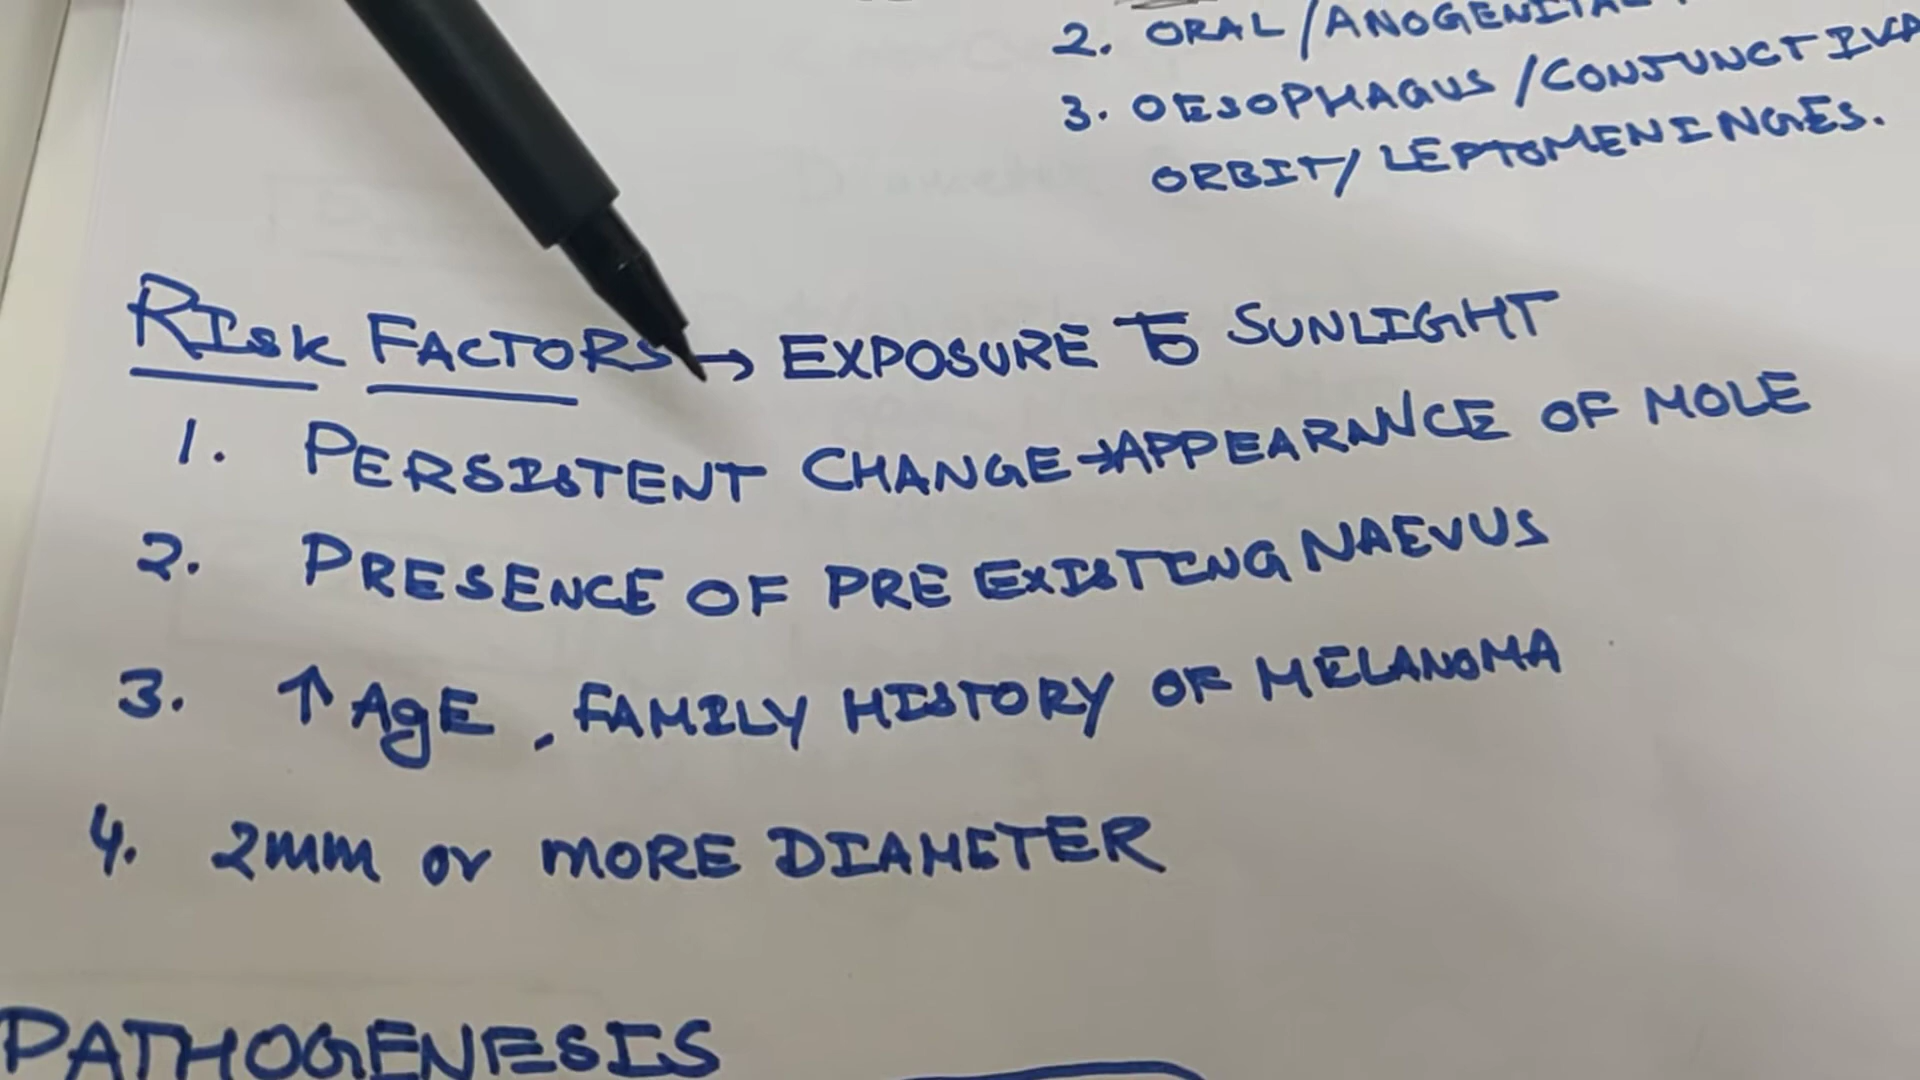 2. ORAL/ANOGENITAL
3. OESOPHAGUS/CONJUNCTIVA
ORBIT/LEPTOMENINGES.
RISK FACTORS → EXPOSURE TO SUNLIGHT
1. PERSISTENT CHANGE→APPEARNNCE OF MOLE
2. PRESENCE OF PRE EXISTING NAEVUS
3. ↑ AgE, FAMILY HISTORY OF MELANOMA
4. 2mm or MORE DIAMETER
PATHOGENESIS